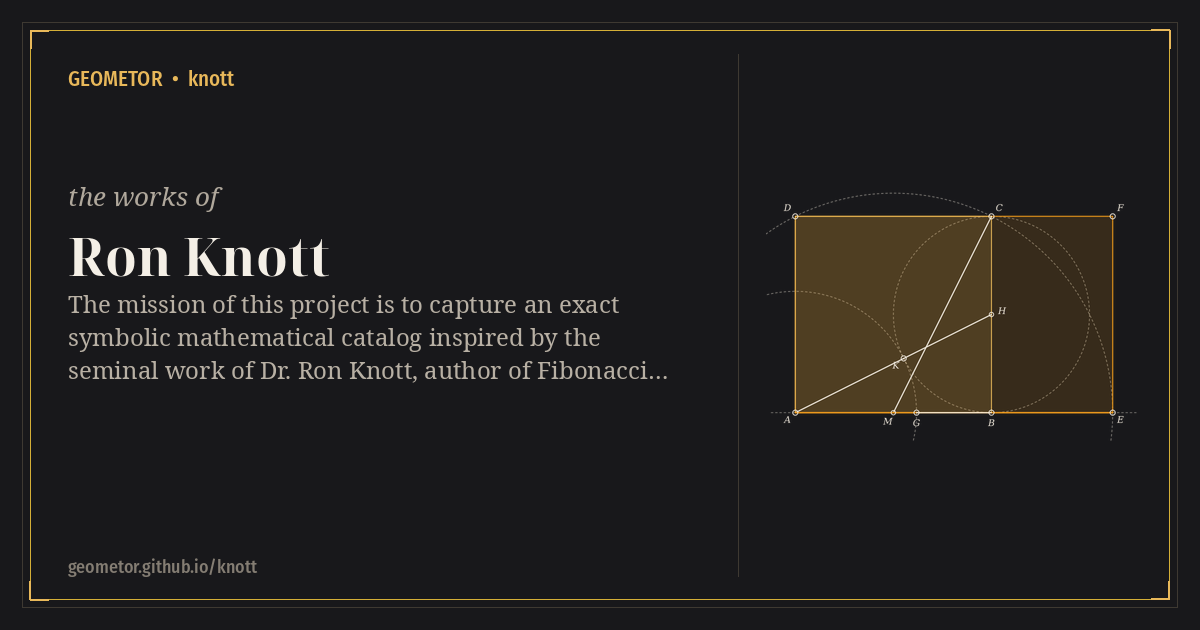 GEOMETOR • knott
the works of
Ron Knott
The mission of this project is to capture an exact
symbolic mathematical catalog inspired by the
seminal work of Dr. Ron Knott, author of Fibonacci...
geometor.github.io/knott
D
C
F
H
K
A
M
G
B
E